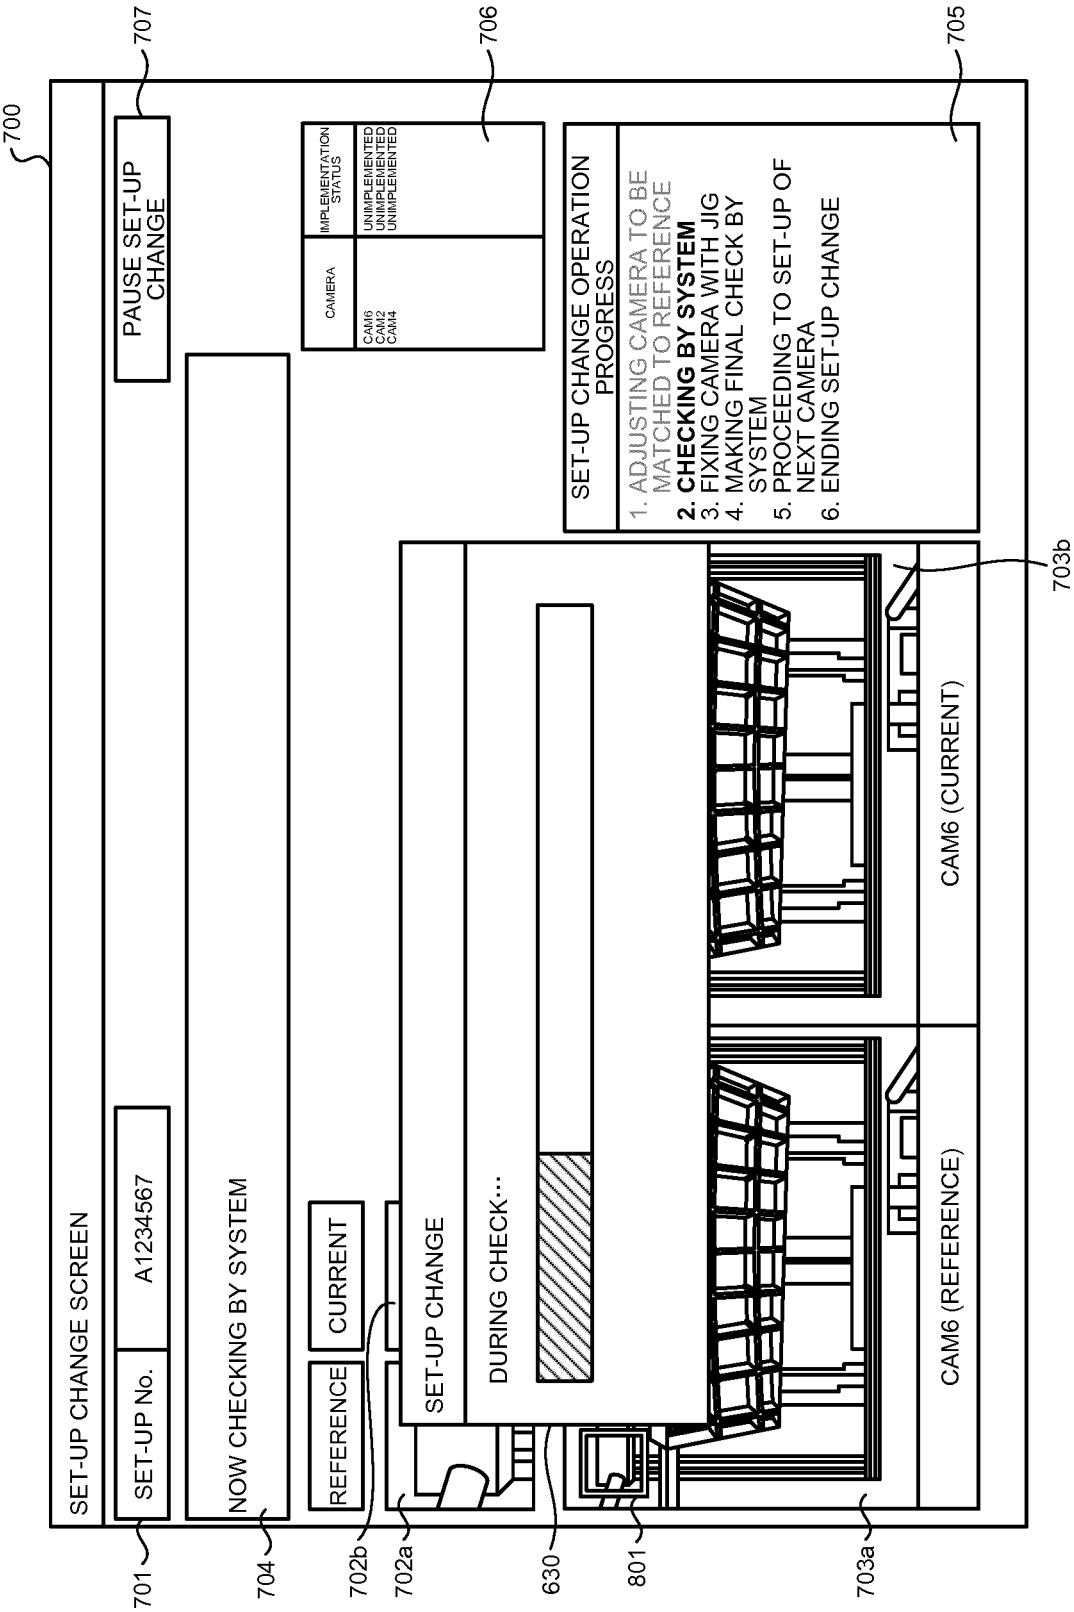 700
SET-UP CHANGE SCREEN
701
SET-UP No.
A1234567
PAUSE SET-UP
CHANGE
707
704
NOW CHECKING BY SYSTEM
REFERENCE
CURRENT
CAMERA
IMPLEMENTATION
STATUS
CAM6
UNIMPLEMENTED
CAM2
UNIMPLEMENTED
CAM4
UNIMPLEMENTED
706
702b
702a
SET-UP CHANGE
DURING CHECK···
630
801
703a
CAM6 (REFERENCE)
CAM6 (CURRENT)
703b
SET-UP CHANGE OPERATION
PROGRESS
1. ADJUSTING CAMERA TO BE
MATCHED TO REFERENCE
2. CHECKING BY SYSTEM
3. FIXING CAMERA WITH JIG
4. MAKING FINAL CHECK BY
SYSTEM
5. PROCEEDING TO SET-UP OF
NEXT CAMERA
6. ENDING SET-UP CHANGE
705